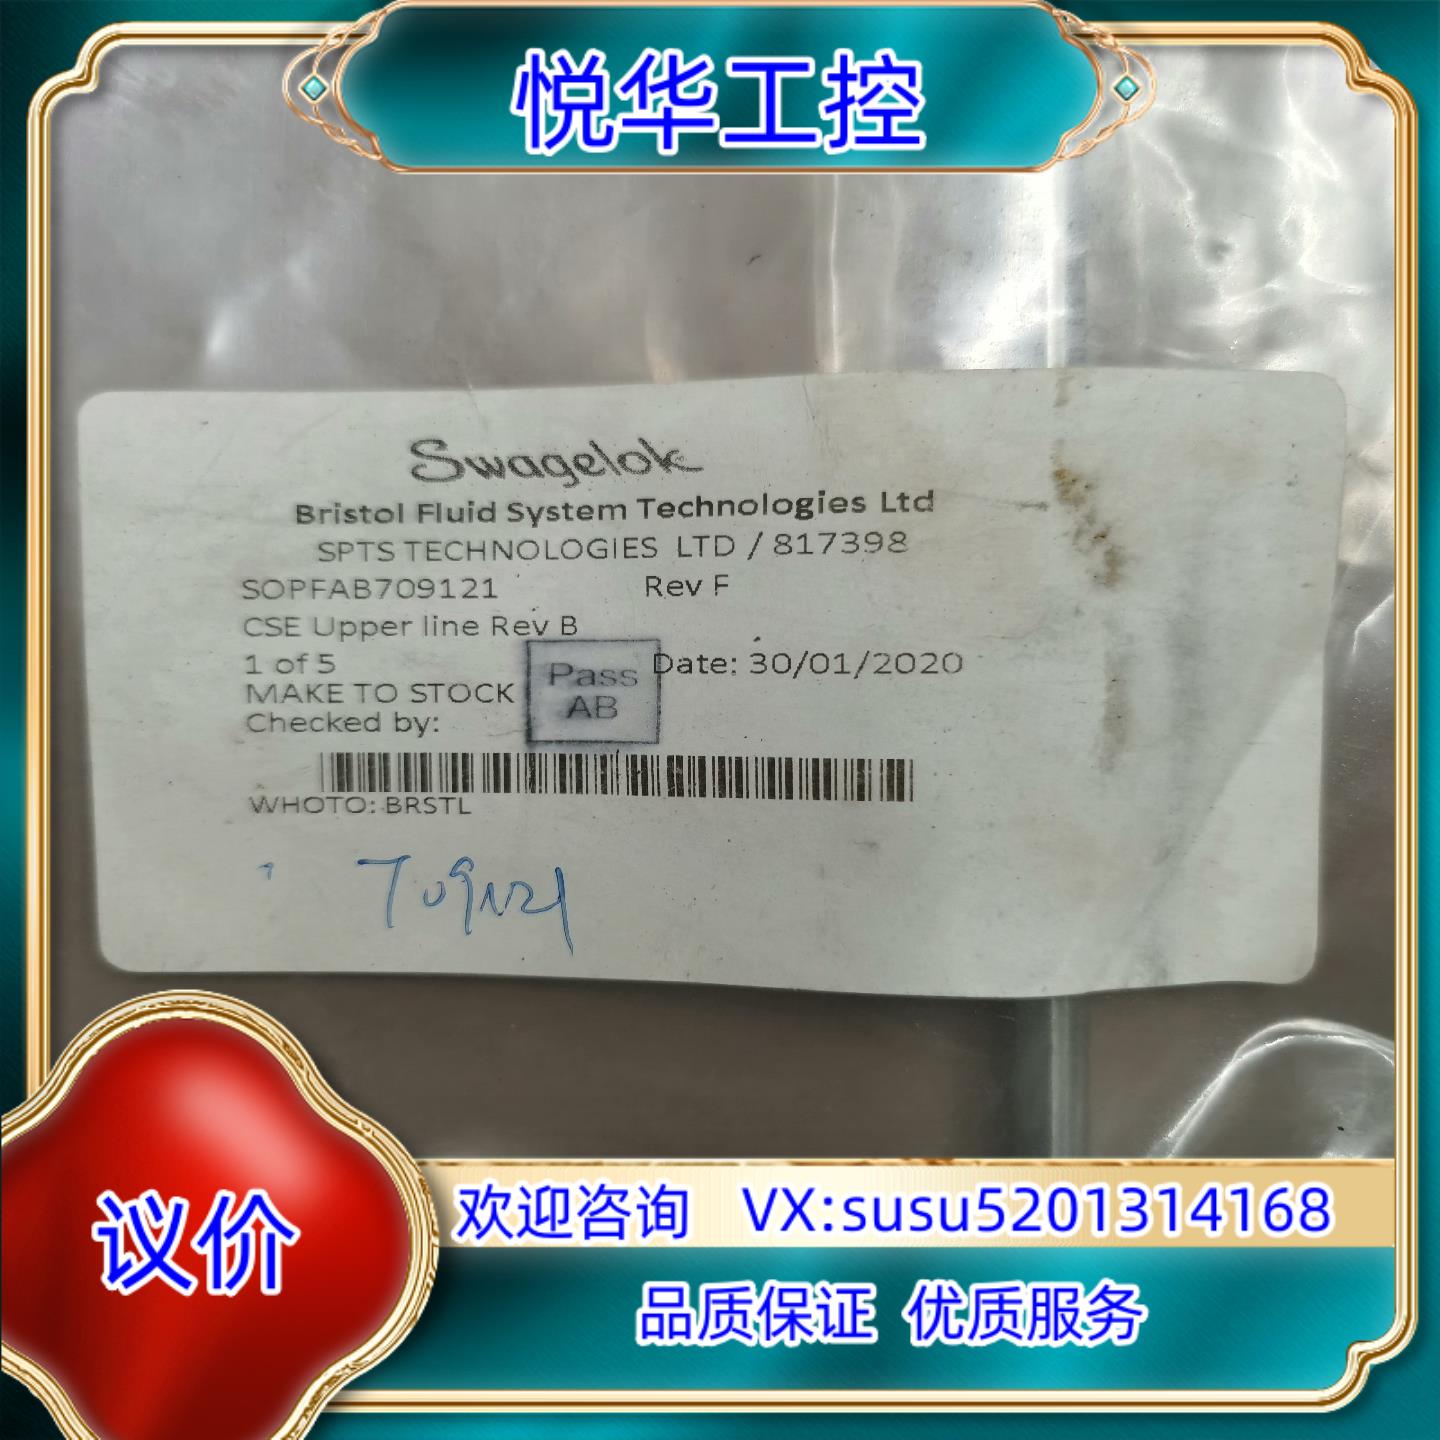 悦华工控
Swagelok
Bristol Fluid System Technologies Ltd
SPTS TECHNOLOGIES LTD / 817398
SOPFAB709121 Rev F
CSE Upper line Rev B
1 of 5 Date: 30/01/2020
MAKE TO STOCK
Checked by:
Pass
AB
WHOTO: BRSTL
709121
议价
欢迎咨询 VX:susu5201314168
品质保证 优质服务